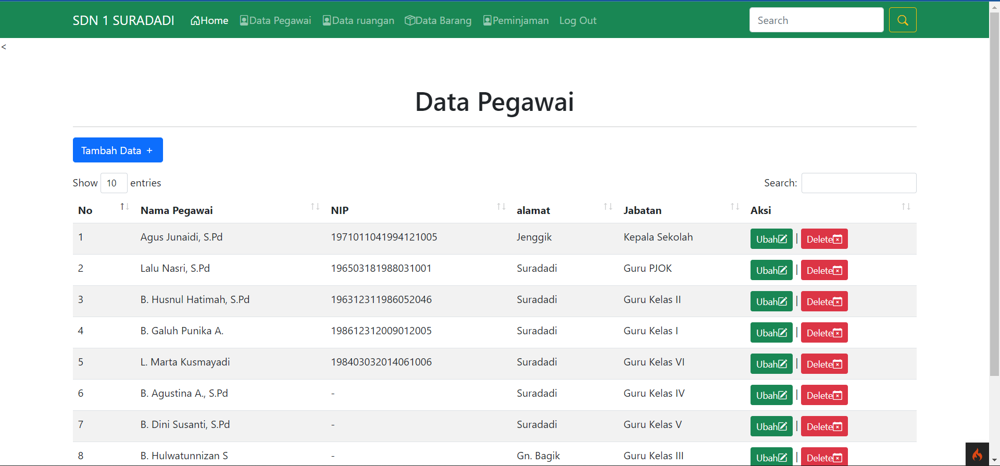 SDN 1 SURADADI Home Data Pegawai Data ruangan Data Barang Peminjaman Log Out Search
<
Data Pegawai
Tambah Data +
Show 10 entries Search:
No Nama Pegawai NIP alamat Jabatan Aksi
1 Agus Junaidi, S.Pd 1971011041994121005 Jenggik Kepala Sekolah Ubah | Delete
2 Lalu Nasri, S.Pd 196503181988031001 Suradadi Guru PJOK Ubah | Delete
3 B. Husnul Hatimah, S.Pd 196312311986052046 Suradadi Guru Kelas II Ubah | Delete
4 B. Galuh Punika A. 198612312009012005 Suradadi Guru Kelas I Ubah | Delete
5 L. Marta Kusmayadi 198403032014061006 Suradadi Guru Kelas VI Ubah | Delete
6 B. Agustina A., S.Pd - Suradadi Guru Kelas IV Ubah | Delete
7 B. Dini Susanti, S.Pd - Suradadi Guru Kelas V Ubah | Delete
8 B. Hulwatunnizan S - Gn. Bagik Guru Kelas III Ubah | Delete